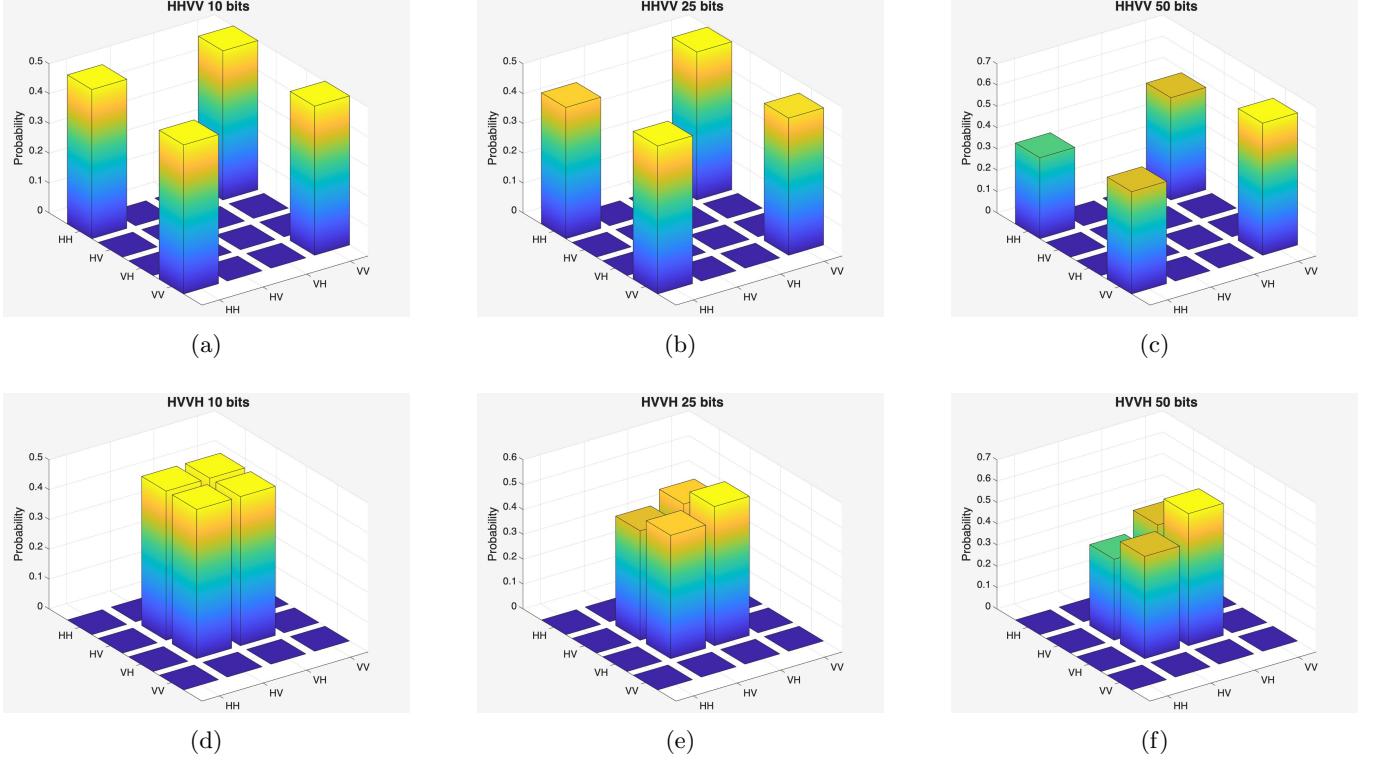 HHVV 10 bits
0.5
0.4
0.3
0.2
0.1
0
Probability
HH
HV
VH
VV
HH
HV
VH
VV
(a)
HHVV 25 bits
0.5
0.4
0.3
0.2
0.1
0
Probability
HH
HV
VH
VV
HH
HV
VH
VV
(b)
HHVV 50 bits
0.7
0.6
0.5
0.4
0.3
0.2
0.1
0
Probability
HH
HV
VH
VV
HH
HV
VH
VV
(c)
HVVH 10 bits
0.5
0.4
0.3
0.2
0.1
0
Probability
HH
HV
VH
VV
HH
HV
VH
VV
(d)
HVVH 25 bits
0.6
0.5
0.4
0.3
0.2
0.1
0
Probability
HH
HV
VH
VV
HH
HV
VH
VV
(e)
HVVH 50 bits
0.7
0.6
0.5
0.4
0.3
0.2
0.1
0
Probability
HH
HV
VH
VV
HH
HV
VH
VV
(f)